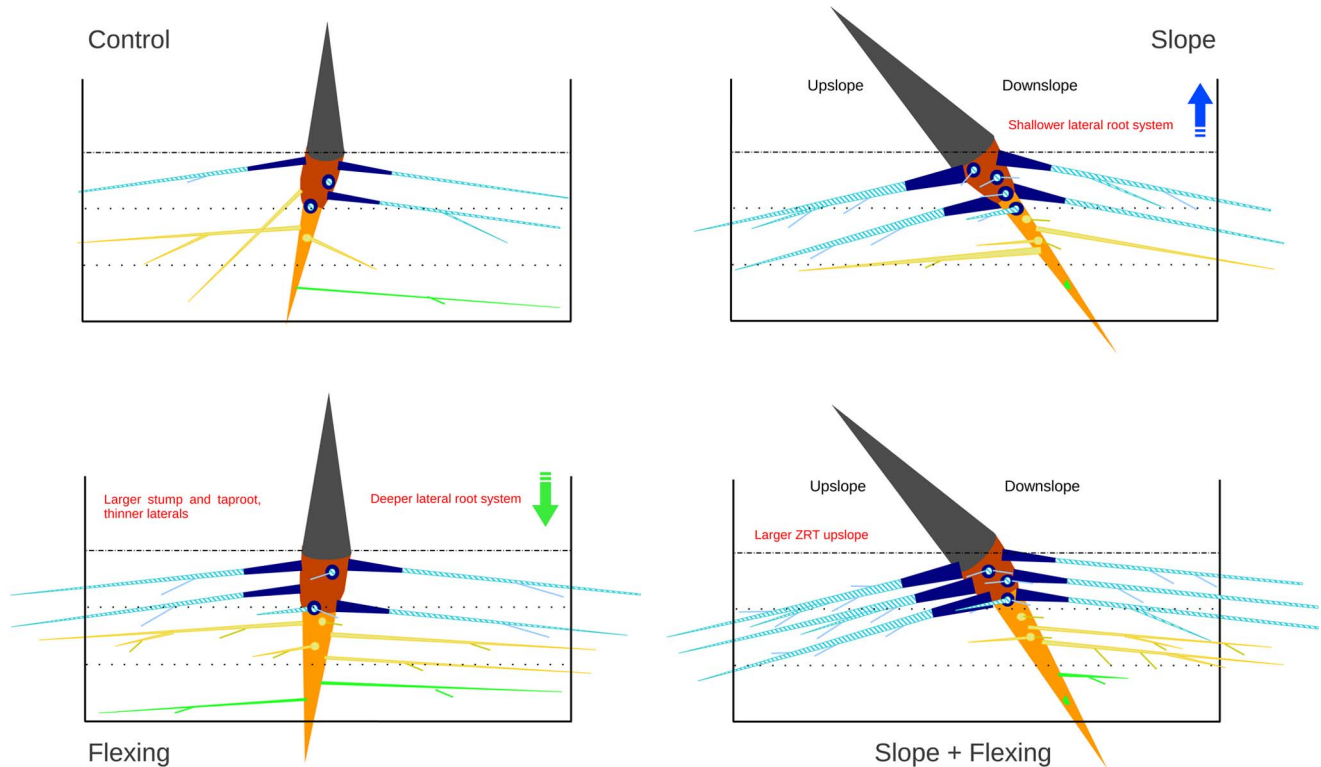 Control
Slope
Upslope
Downslope
Shallower lateral root system
Larger stump and taproot,
thinner laterals
Deeper lateral root system
Flexing
Upslope
Downslope
Larger ZRT upslope
Slope + Flexing